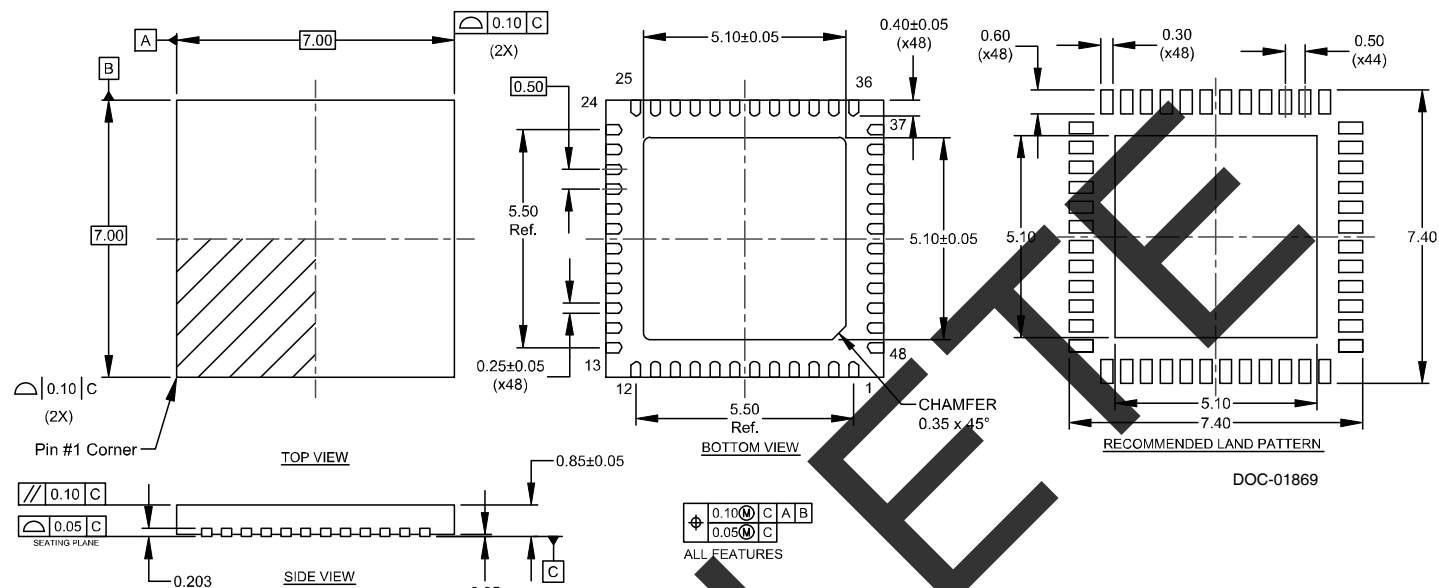 A
7.00
0.10 C
(2X)
B
7.00
0.10 C
(2X)
Pin #1 Corner
TOP VIEW
0.50
5.10±0.05
0.40±0.05
(x48)
25
36
24
37
5.50
Ref.
5.10±0.05
0.25±0.05
(x48)
13
48
12
1
5.50
Ref.
CHAMFER
0.35 x 45°
BOTTOM VIEW
0.60
(x48)
0.30
(x48)
0.50
(x44)
5.10
7.40
5.10
7.40
RECOMMENDED LAND PATTERN
DOC-01869
// 0.10 C
0.05 C
SEATING PLANE
0.85±0.05
0.203
SIDE VIEW
C
0.10Ⓜ C A B
0.05Ⓜ C
ALL FEATURES
ETE